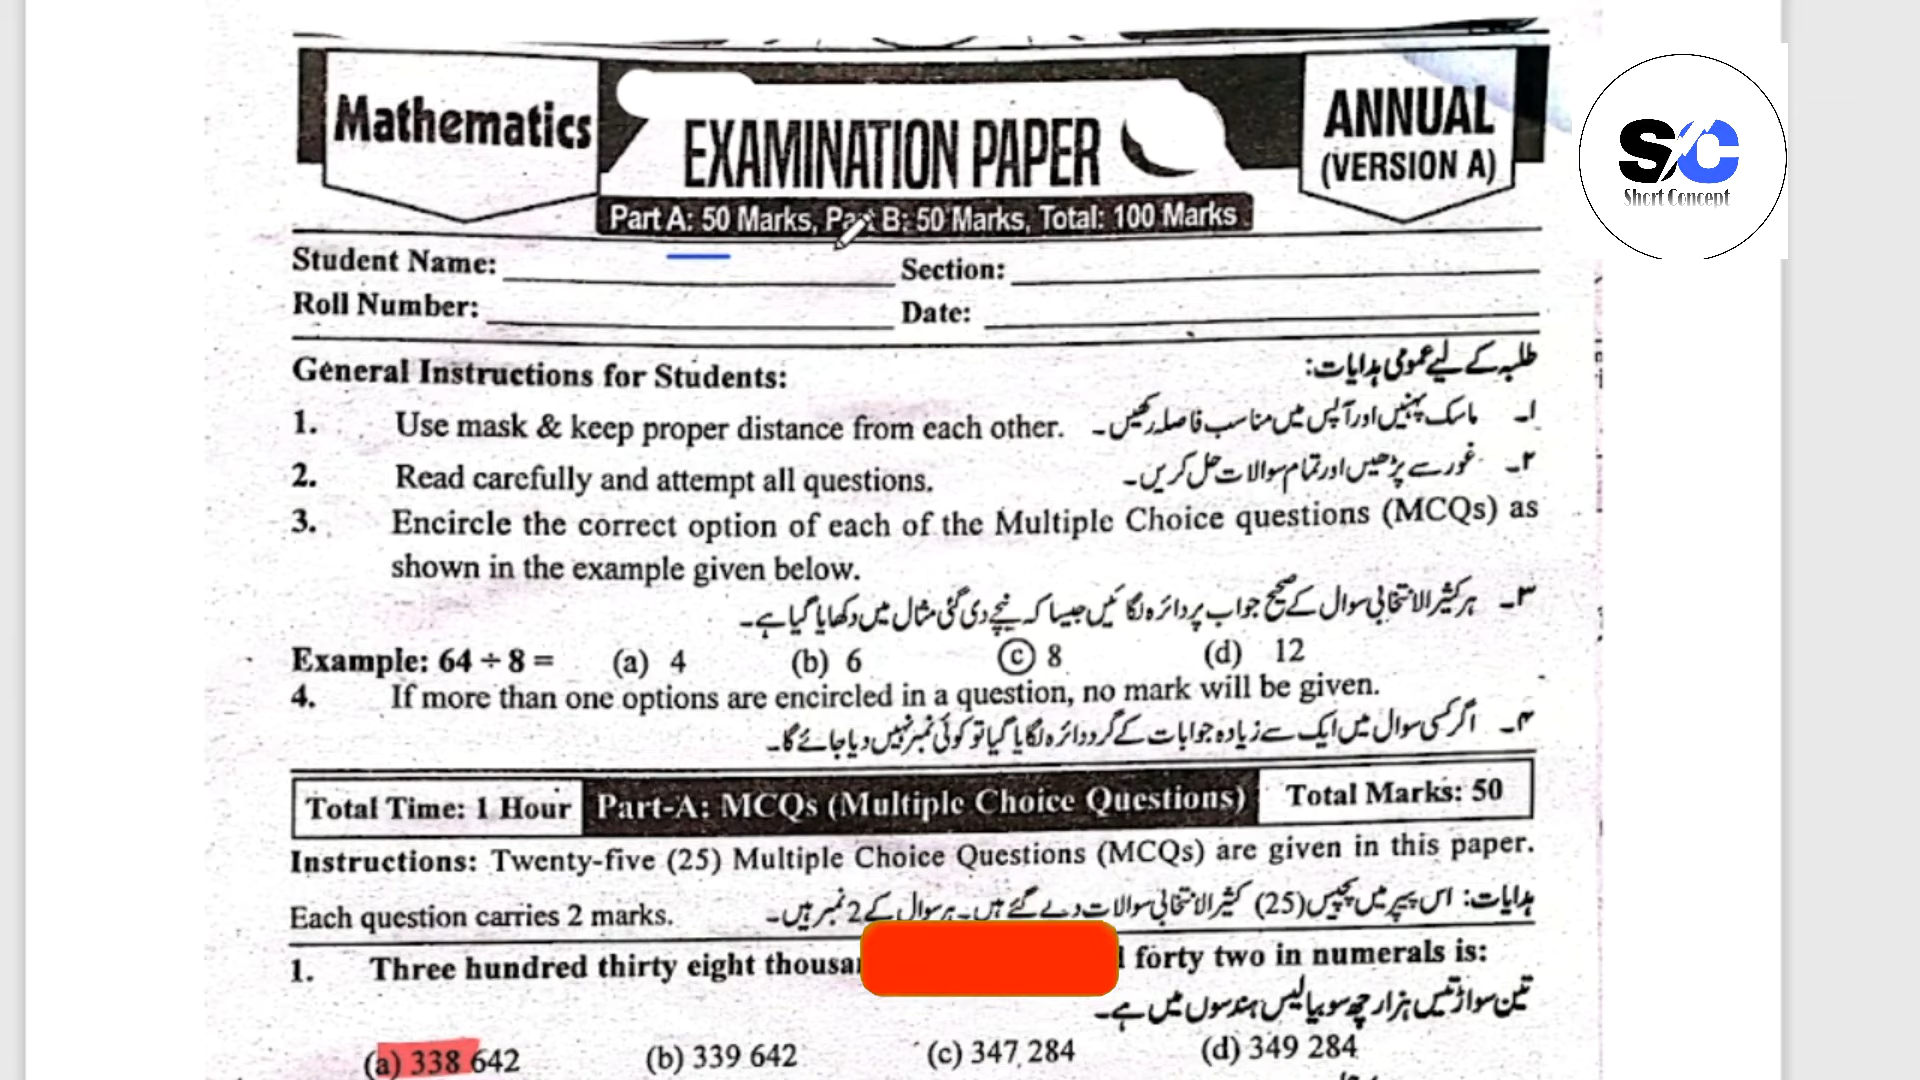 Mathematics
EXAMINATION PAPER
ANNUAL
(VERSION A)
Part A: 50 Marks, Part B: 50 Marks, Total: 100 Marks
SC
Short Concept
Student Name: Section:
Roll Number: Date:
General Instructions for Students:
طلبہ کے لیے عمومی ہدایات:
1. Use mask & keep proper distance from each other.
۱۔ ماسک پہنیں اور آپس میں مناسب فاصلہ رکھیں۔
2. Read carefully and attempt all questions.
۲۔ غور سے پڑھیں اور تمام سوالات حل کریں۔
3. Encircle the correct option of each of the Multiple Choice questions (MCQs) as
shown in the example given below.
۳۔ ہر کثیر الانتخابی سوال کے صحیح جواب پر دائرہ لگائیں جیسا کہ نیچے دی گئی مثال میں دکھایا گیا ہے۔
Example: 64 ÷ 8 = (a) 4 (b) 6 (c) 8 (d) 12
4. If more than one options are encircled in a question, no mark will be given.
۴۔ اگر کسی سوال میں ایک سے زیادہ جوابات کے گرد دائرہ لگایا گیا تو کوئی نمبر نہیں دیا جائے گا۔
Total Time: 1 Hour Part-A: MCQs (Multiple Choice Questions) Total Marks: 50
Instructions: Twenty-five (25) Multiple Choice Questions (MCQs) are given in this paper.
Each question carries 2 marks.
ہدایات: اس پیپر میں پچیس (25) کثیر الانتخابی سوالات دیے گئے ہیں۔ ہر سوال کے 2 نمبر ہیں۔
1. Three hundred thirty eight forty two in numerals is:
تین سو اڑتیس ہزار چھ سو بیالیس ہندسوں میں ہے۔
(a) 338 642 (b) 339 642 (c) 347 284 (d) 349 284